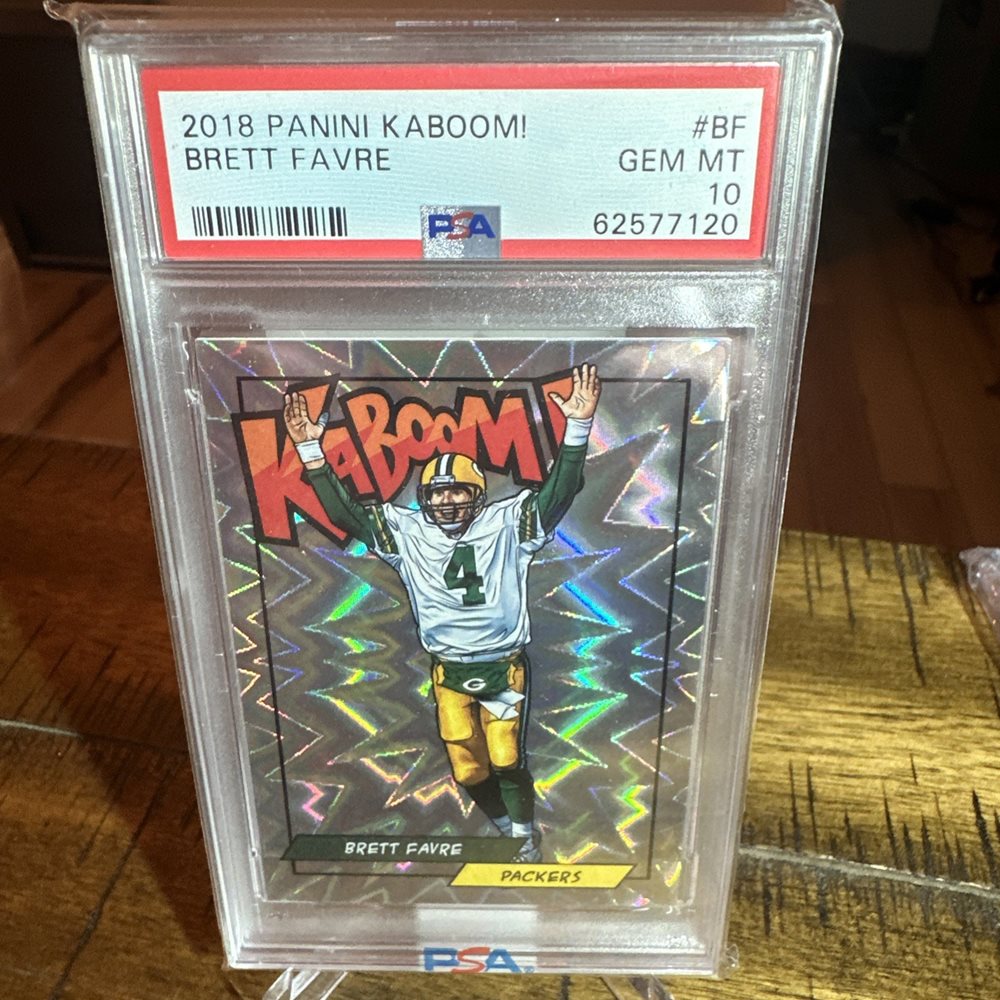 2018 PANINI KABOOM! #BF
BRETT FAVRE GEM MT
10
PSA 62577120
KABOOM!
4
G
BRETT FAVRE
PACKERS
PSA